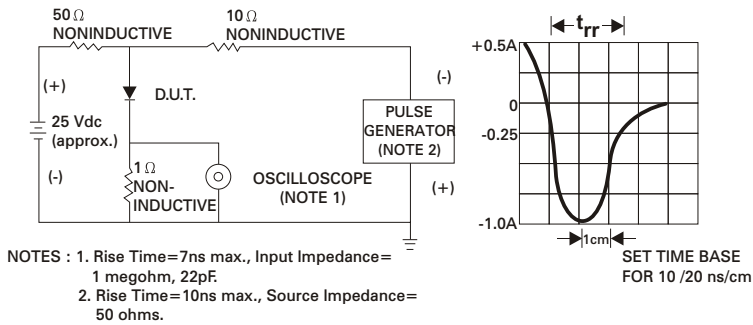 50 Ω
NONINDUCTIVE
10 Ω
NONINDUCTIVE
(+)
25 Vdc
(approx.)
(-)
D.U.T.
1 Ω
NON-
INDUCTIVE
OSCILLOSCOPE
(NOTE 1)
(-)
PULSE
GENERATOR
(NOTE 2)
(+)
trr
+0.5A
0
-0.25
-1.0A
1cm
SET TIME BASE
FOR 10 /20 ns/cm
NOTES : 1. Rise Time=7ns max., Input Impedance=
1 megohm, 22pF.
2. Rise Time=10ns max., Source Impedance=
50 ohms.